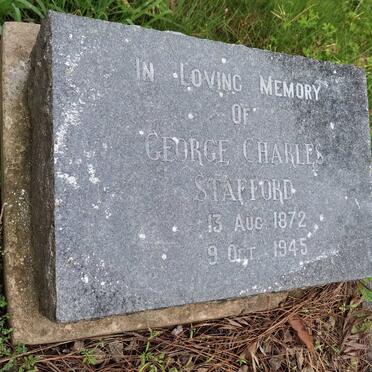 In Loving Memory
Of
George Charles
Stafford
13 Aug 1872
9 Oct 1945